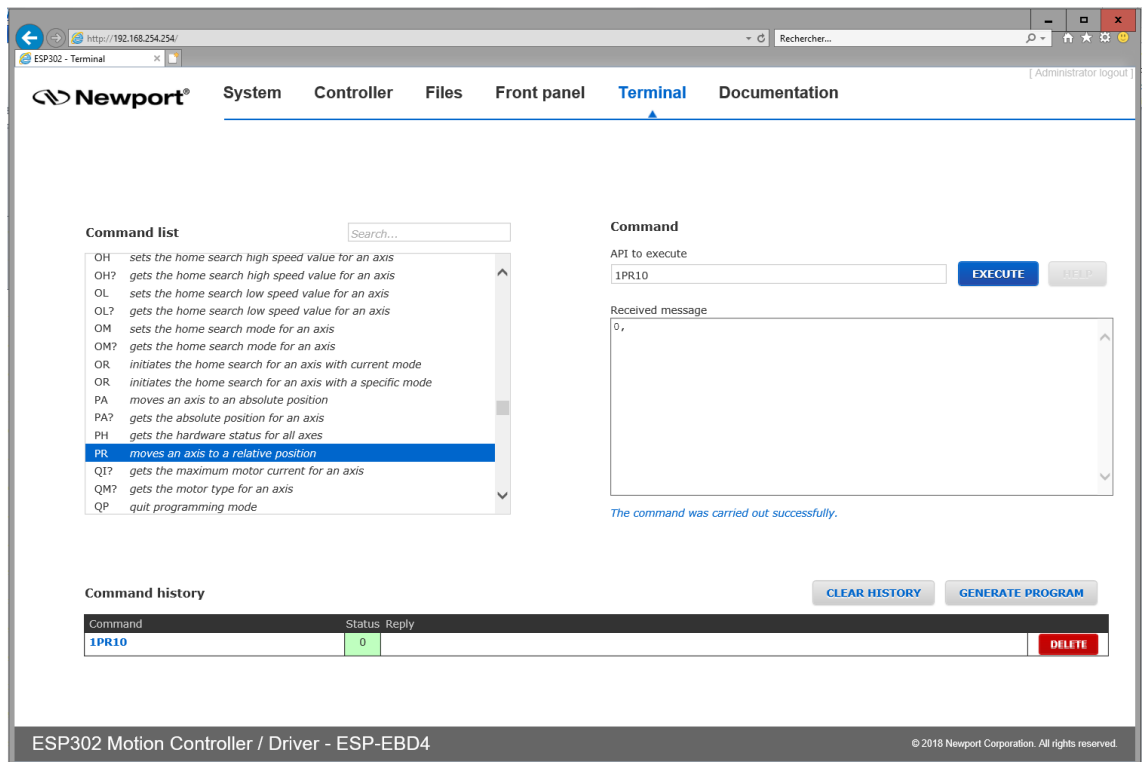 http://192.168.254.254/
Rechercher...
ESP302 - Terminal
[ Administrator logout ]
Newport®
System Controller Files Front panel Terminal Documentation
Command list
Search...
OH sets the home search high speed value for an axis
OH? gets the home search high speed value for an axis
OL sets the home search low speed value for an axis
OL? gets the home search low speed value for an axis
OM sets the home search mode for an axis
OM? gets the home search mode for an axis
OR initiates the home search for an axis with current mode
OR initiates the home search for an axis with a specific mode
PA moves an axis to an absolute position
PA? gets the absolute position for an axis
PH gets the hardware status for all axes
PR moves an axis to a relative position
QI? gets the maximum motor current for an axis
QM? gets the motor type for an axis
QP quit programming mode
Command
API to execute
1PR10
EXECUTE
HELP
Received message
0,
The command was carried out successfully.
Command history
CLEAR HISTORY
GENERATE PROGRAM
Command Status Reply
1PR10 0
DELETE
ESP302 Motion Controller / Driver - ESP-EBD4
© 2018 Newport Corporation. All rights reserved.